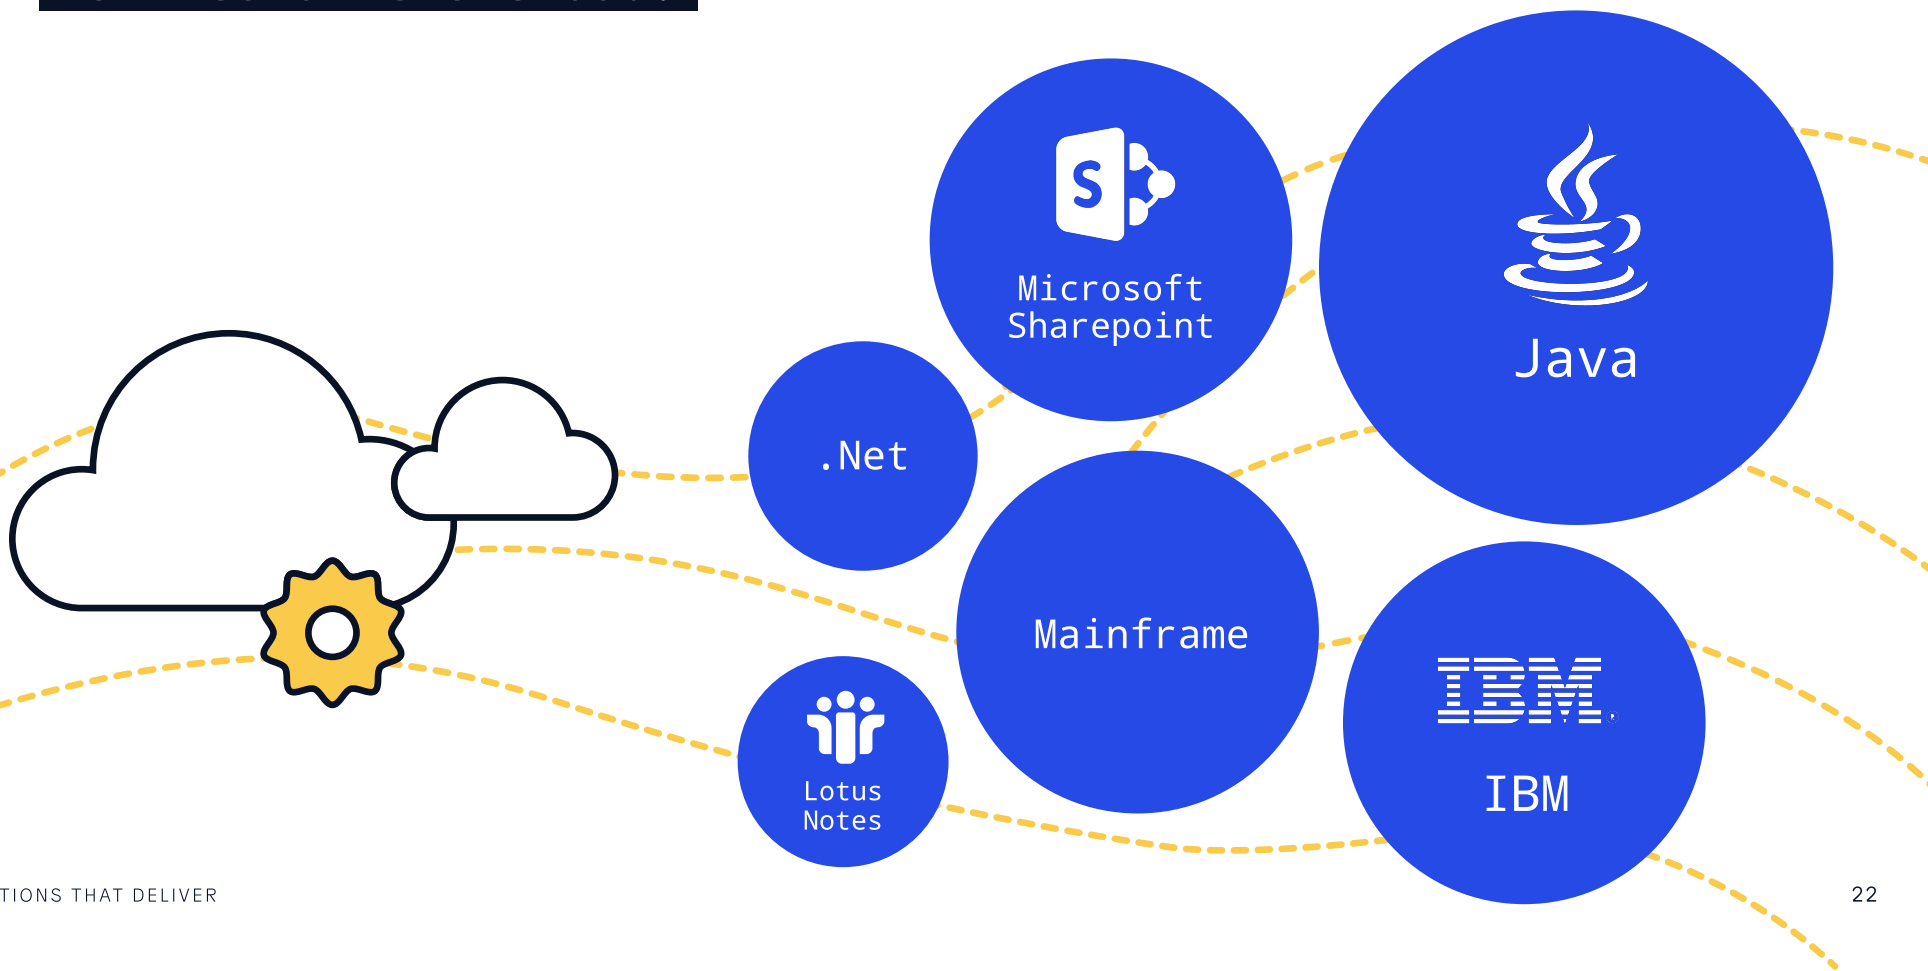 Microsoft
Sharepoint
Java
.Net
Mainframe
Lotus
Notes
IBM
IBM
TIONS THAT DELIVER
22